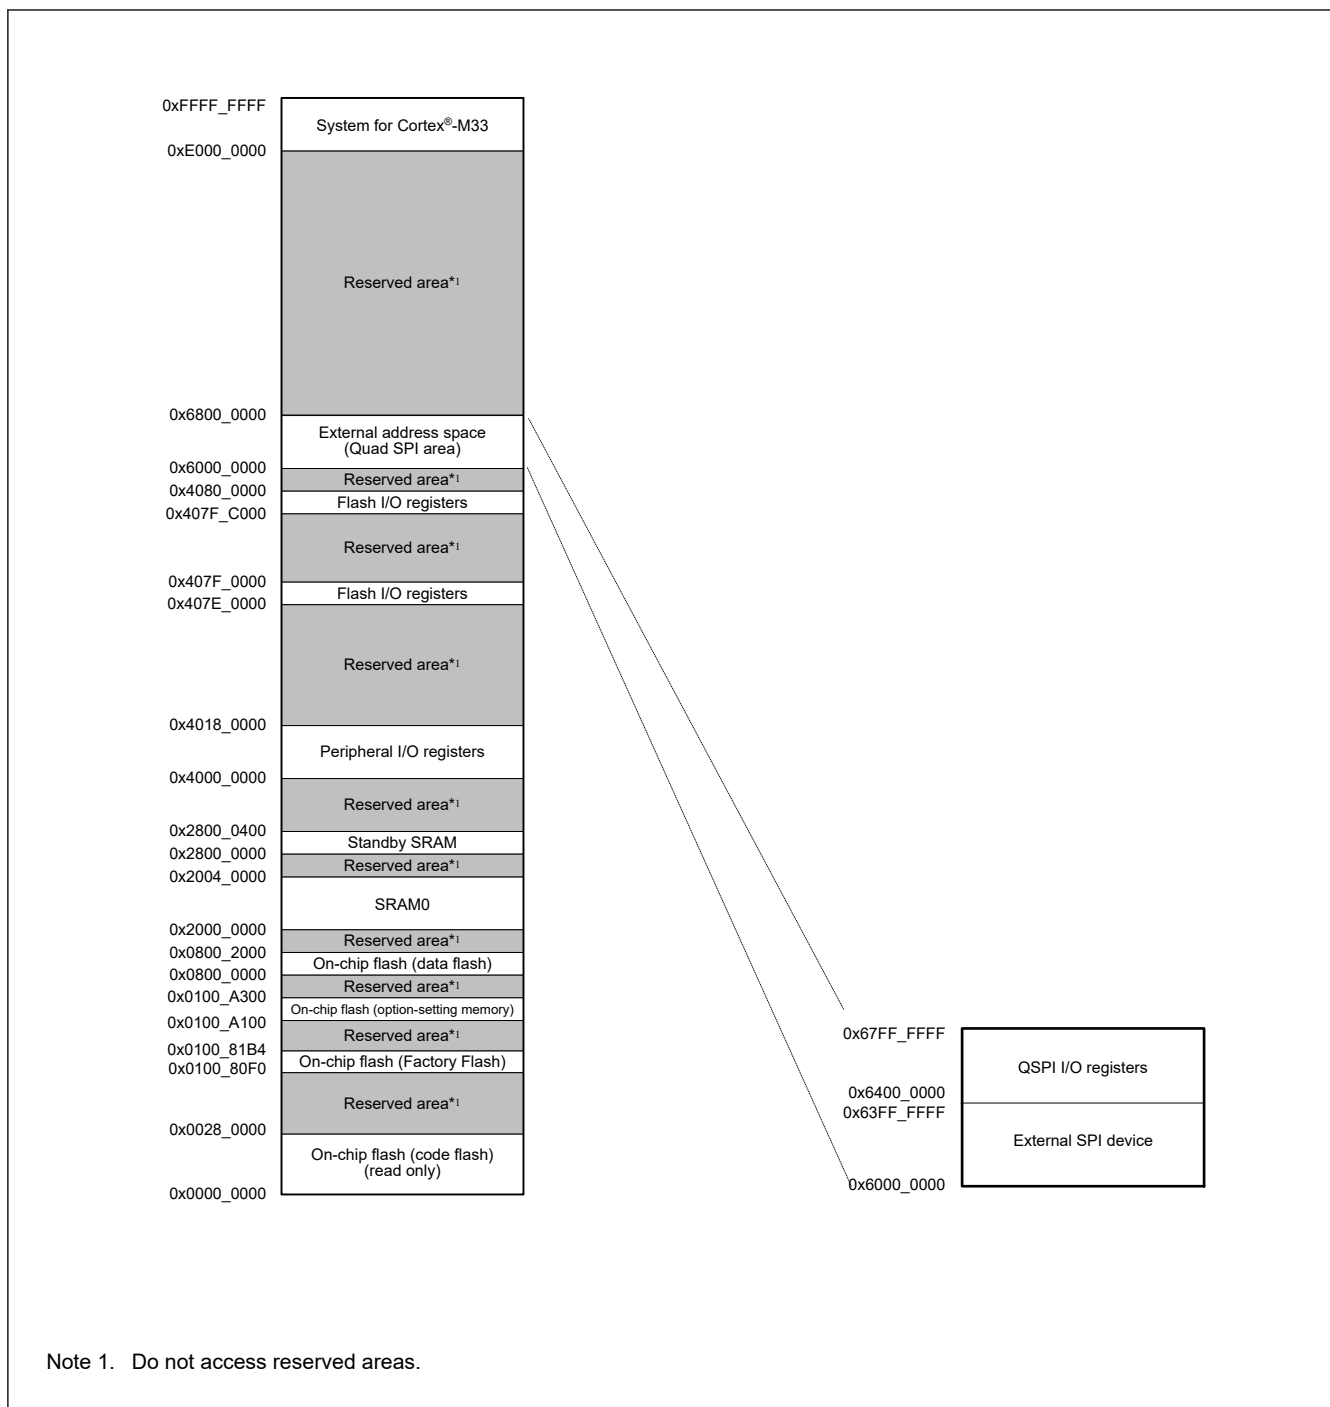 0xFFFF_FFFF
System for Cortex®-M33
0xE000_0000
Reserved area*1
0x6800_0000
External address space
(Quad SPI area)
0x6000_0000
Reserved area*1
0x4080_0000
Flash I/O registers
0x407F_C000
Reserved area*1
0x407F_0000
Flash I/O registers
0x407E_0000
Reserved area*1
0x4018_0000
Peripheral I/O registers
0x4000_0000
Reserved area*1
0x2800_0400
Standby SRAM
0x2800_0000
Reserved area*1
0x2004_0000
SRAM0
0x2000_0000
Reserved area*1
0x0800_2000
On-chip flash (data flash)
0x0800_0000
Reserved area*1
0x0100_A300
On-chip flash (option-setting memory)
0x0100_A100
Reserved area*1
0x0100_81B4
On-chip flash (Factory Flash)
0x0100_80F0
Reserved area*1
0x0028_0000
On-chip flash (code flash)
(read only)
0x0000_0000
0x67FF_FFFF
QSPI I/O registers
0x6400_0000
0x63FF_FFFF
External SPI device
0x6000_0000
Note 1. Do not access reserved areas.